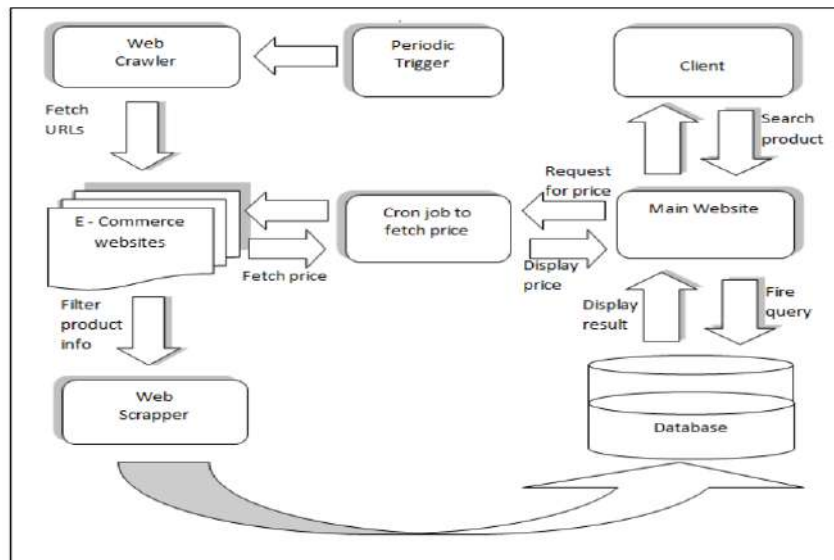 Web
Crawler
Periodic
Trigger
Client
Fetch
URLs
Search
product
Request
for price
E - Commerce
websites
Cron job to
fetch price
Main Website
Fetch price
Display
price
Filter
product
info
Display
result
Fire
query
Web
Scrapper
Database